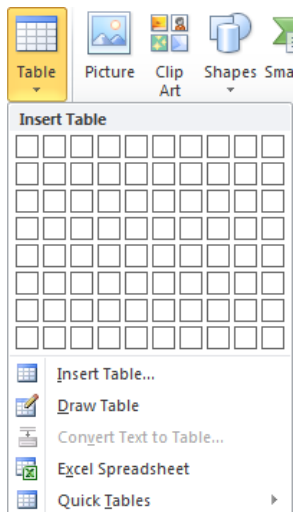 Table Picture Clip Art Shapes Sma
Insert Table
Insert Table...
Draw Table
Convert Text to Table...
Excel Spreadsheet
Quick Tables